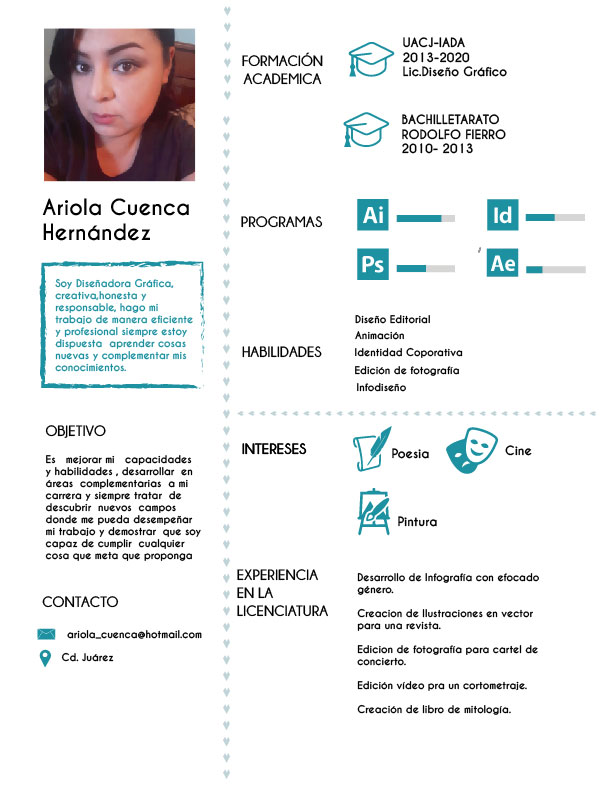 Ariola Cuenca
Hernández
Soy Diseñadora Gráfica,
creativa,honesta y
responsable, hago mi
trabajo de manera eficiente
y profesional siempre estoy
dispuesta aprender cosas
nuevas y complementar mis
conocimientos.
OBJETIVO
Es mejorar mi capacidades
y habilidades , desarrollar en
áreas complementarias a mi
carrera y siempre tratar de
descubrir nuevos campos
donde me pueda desempeñar
mi trabajo y demostrar que soy
capaz de cumplir cualquier
cosa que meta que proponga
CONTACTO
ariola_cuenca@hotmail.com
Cd. Juárez
FORMACIÓN
ACADEMICA
UACJ-IADA
2013-2020
Lic.Diseño Gráfico
BACHILLETARATO
RODOLFO FIERRO
2010- 2013
PROGRAMAS
Ai
Id
Ps
Ae
HABILIDADES
Diseño Editorial
Animación
Identidad Coporativa
Edición de fotografía
Infodiseño
INTERESES
Poesia
Cine
Pintura
EXPERIENCIA
EN LA
LICENCIATURA
Desarrollo de Infografía con efocado
género.
Creacion de Ilustraciones en vector
para una revista.
Edicion de fotografía para cartel de
concierto.
Edición vídeo pra un cortometraje.
Creación de libro de mitología.